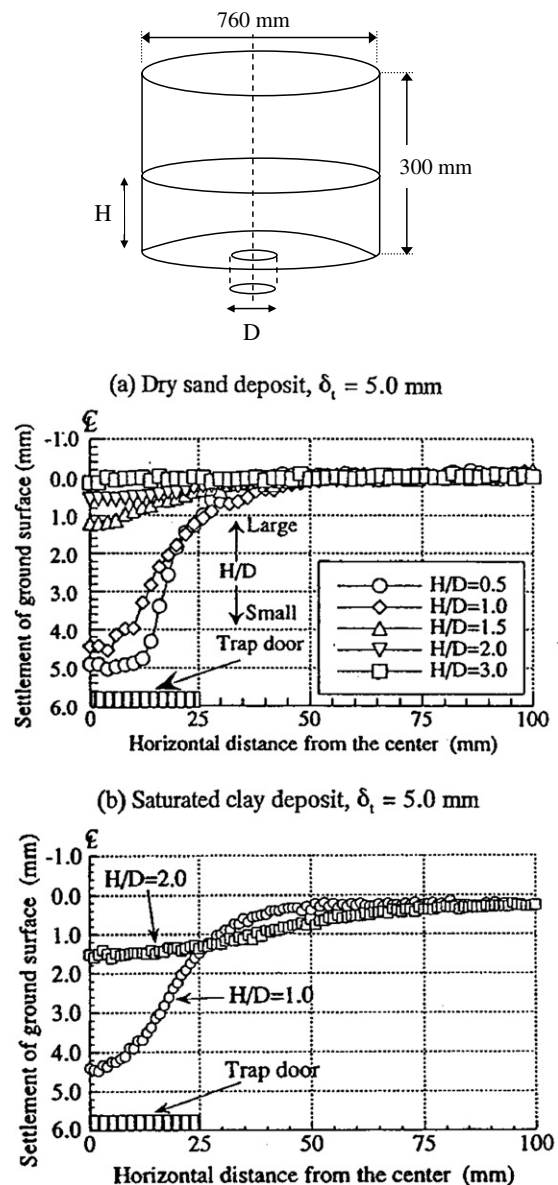 760 mm
300 mm
H
D
(a) Dry sand deposit, δt = 5.0 mm
℄
-1.0
0.0
1.0
2.0
3.0
4.0
5.0
6.0
Settlement of ground surface (mm)
Large
H/D
Small
Trap door
H/D=0.5
H/D=1.0
H/D=1.5
H/D=2.0
H/D=3.0
0 25 50 75 100
Horizontal distance from the center (mm)
(b) Saturated clay deposit, δt = 5.0 mm
℄
-1.0
0.0
1.0
2.0
3.0
4.0
5.0
6.0
Settlement of ground surface (mm)
H/D=2.0
H/D=1.0
Trap door
0 25 50 75 100
Horizontal distance from the center (mm)